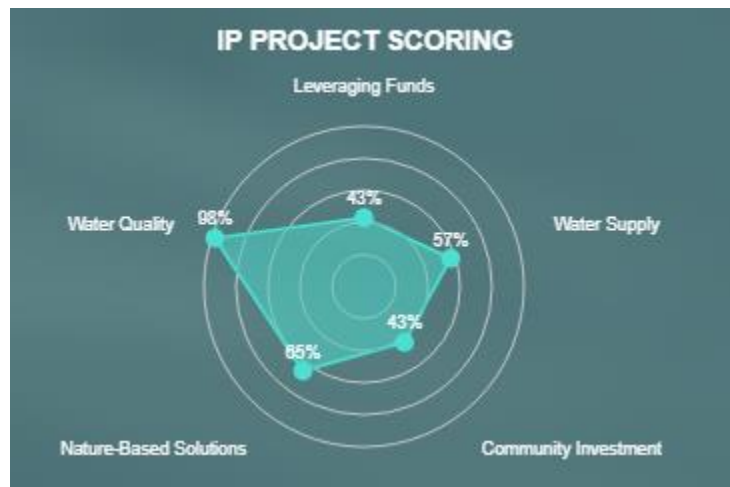 IP PROJECT SCORING
Leveraging Funds
43%
Water Quality
98%
57%
Water Supply
43%
65%
Nature-Based Solutions
Community Investment